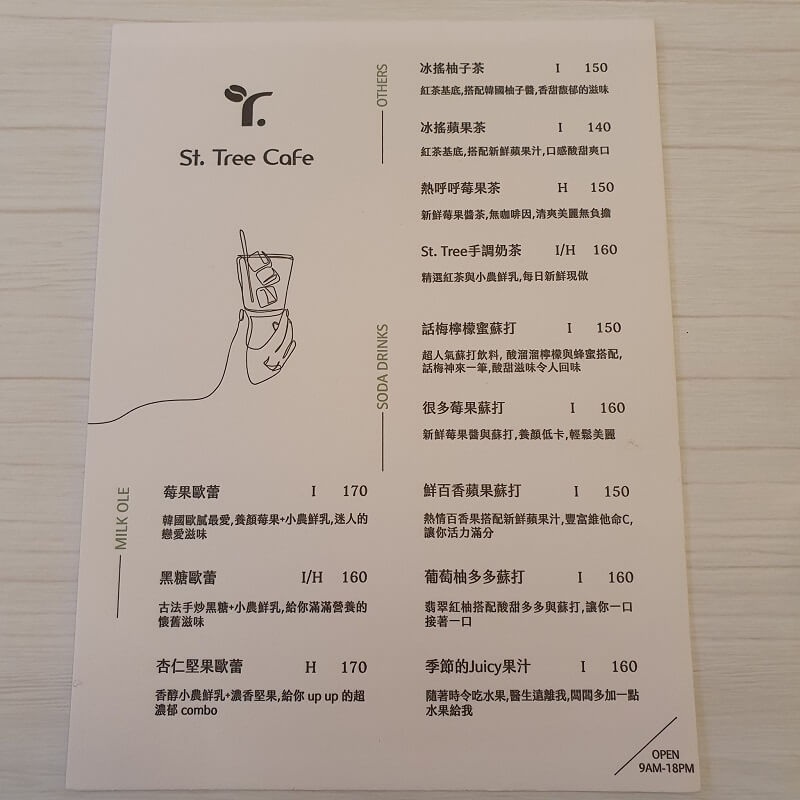 St. Tree Cafe
OTHERS
冰搖柚子茶 I 150
紅茶基底,搭配韓國柚子醬,香甜馥郁的滋味
冰搖蘋果茶 I 140
紅茶基底,搭配新鮮蘋果汁,口感酸甜爽口
熱呼呼莓果茶 H 150
新鮮莓果醬茶,無咖啡因,清爽美麗無負擔
St. Tree手調奶茶 I/H 160
精選紅茶與小農鮮乳,每日新鮮現做
SODA DRINKS
話梅檸檬蜜蘇打 I 150
超人氣蘇打飲料, 酸溜溜檸檬與蜂蜜搭配,
話梅神來一筆,酸甜滋味令人回味
很多莓果蘇打 I 160
新鮮莓果醬與蘇打,養顏低卡,輕鬆美麗
鮮百香蘋果蘇打 I 150
熱情百香果搭配新鮮蘋果汁,豐富維他命C,
讓你活力滿分
葡萄柚多多蘇打 I 160
翡翠紅柚搭配酸甜多多與蘇打,讓你一口
接著一口
季節的Juicy果汁 I 160
隨著時令吃水果,醫生遠離我,闆闆多加一點
水果給我
MILK OLE
莓果歐蕾 I 170
韓國歐膩最愛,養顏莓果+小農鮮乳,迷人的
戀愛滋味
黑糖歐蕾 I/H 160
古法手炒黑糖+小農鮮乳,給你滿滿營養的
懷舊滋味
杏仁堅果歐蕾 H 170
香醇小農鮮乳+濃香堅果,給你 up up 的超
濃郁 combo
OPEN
9AM-18PM